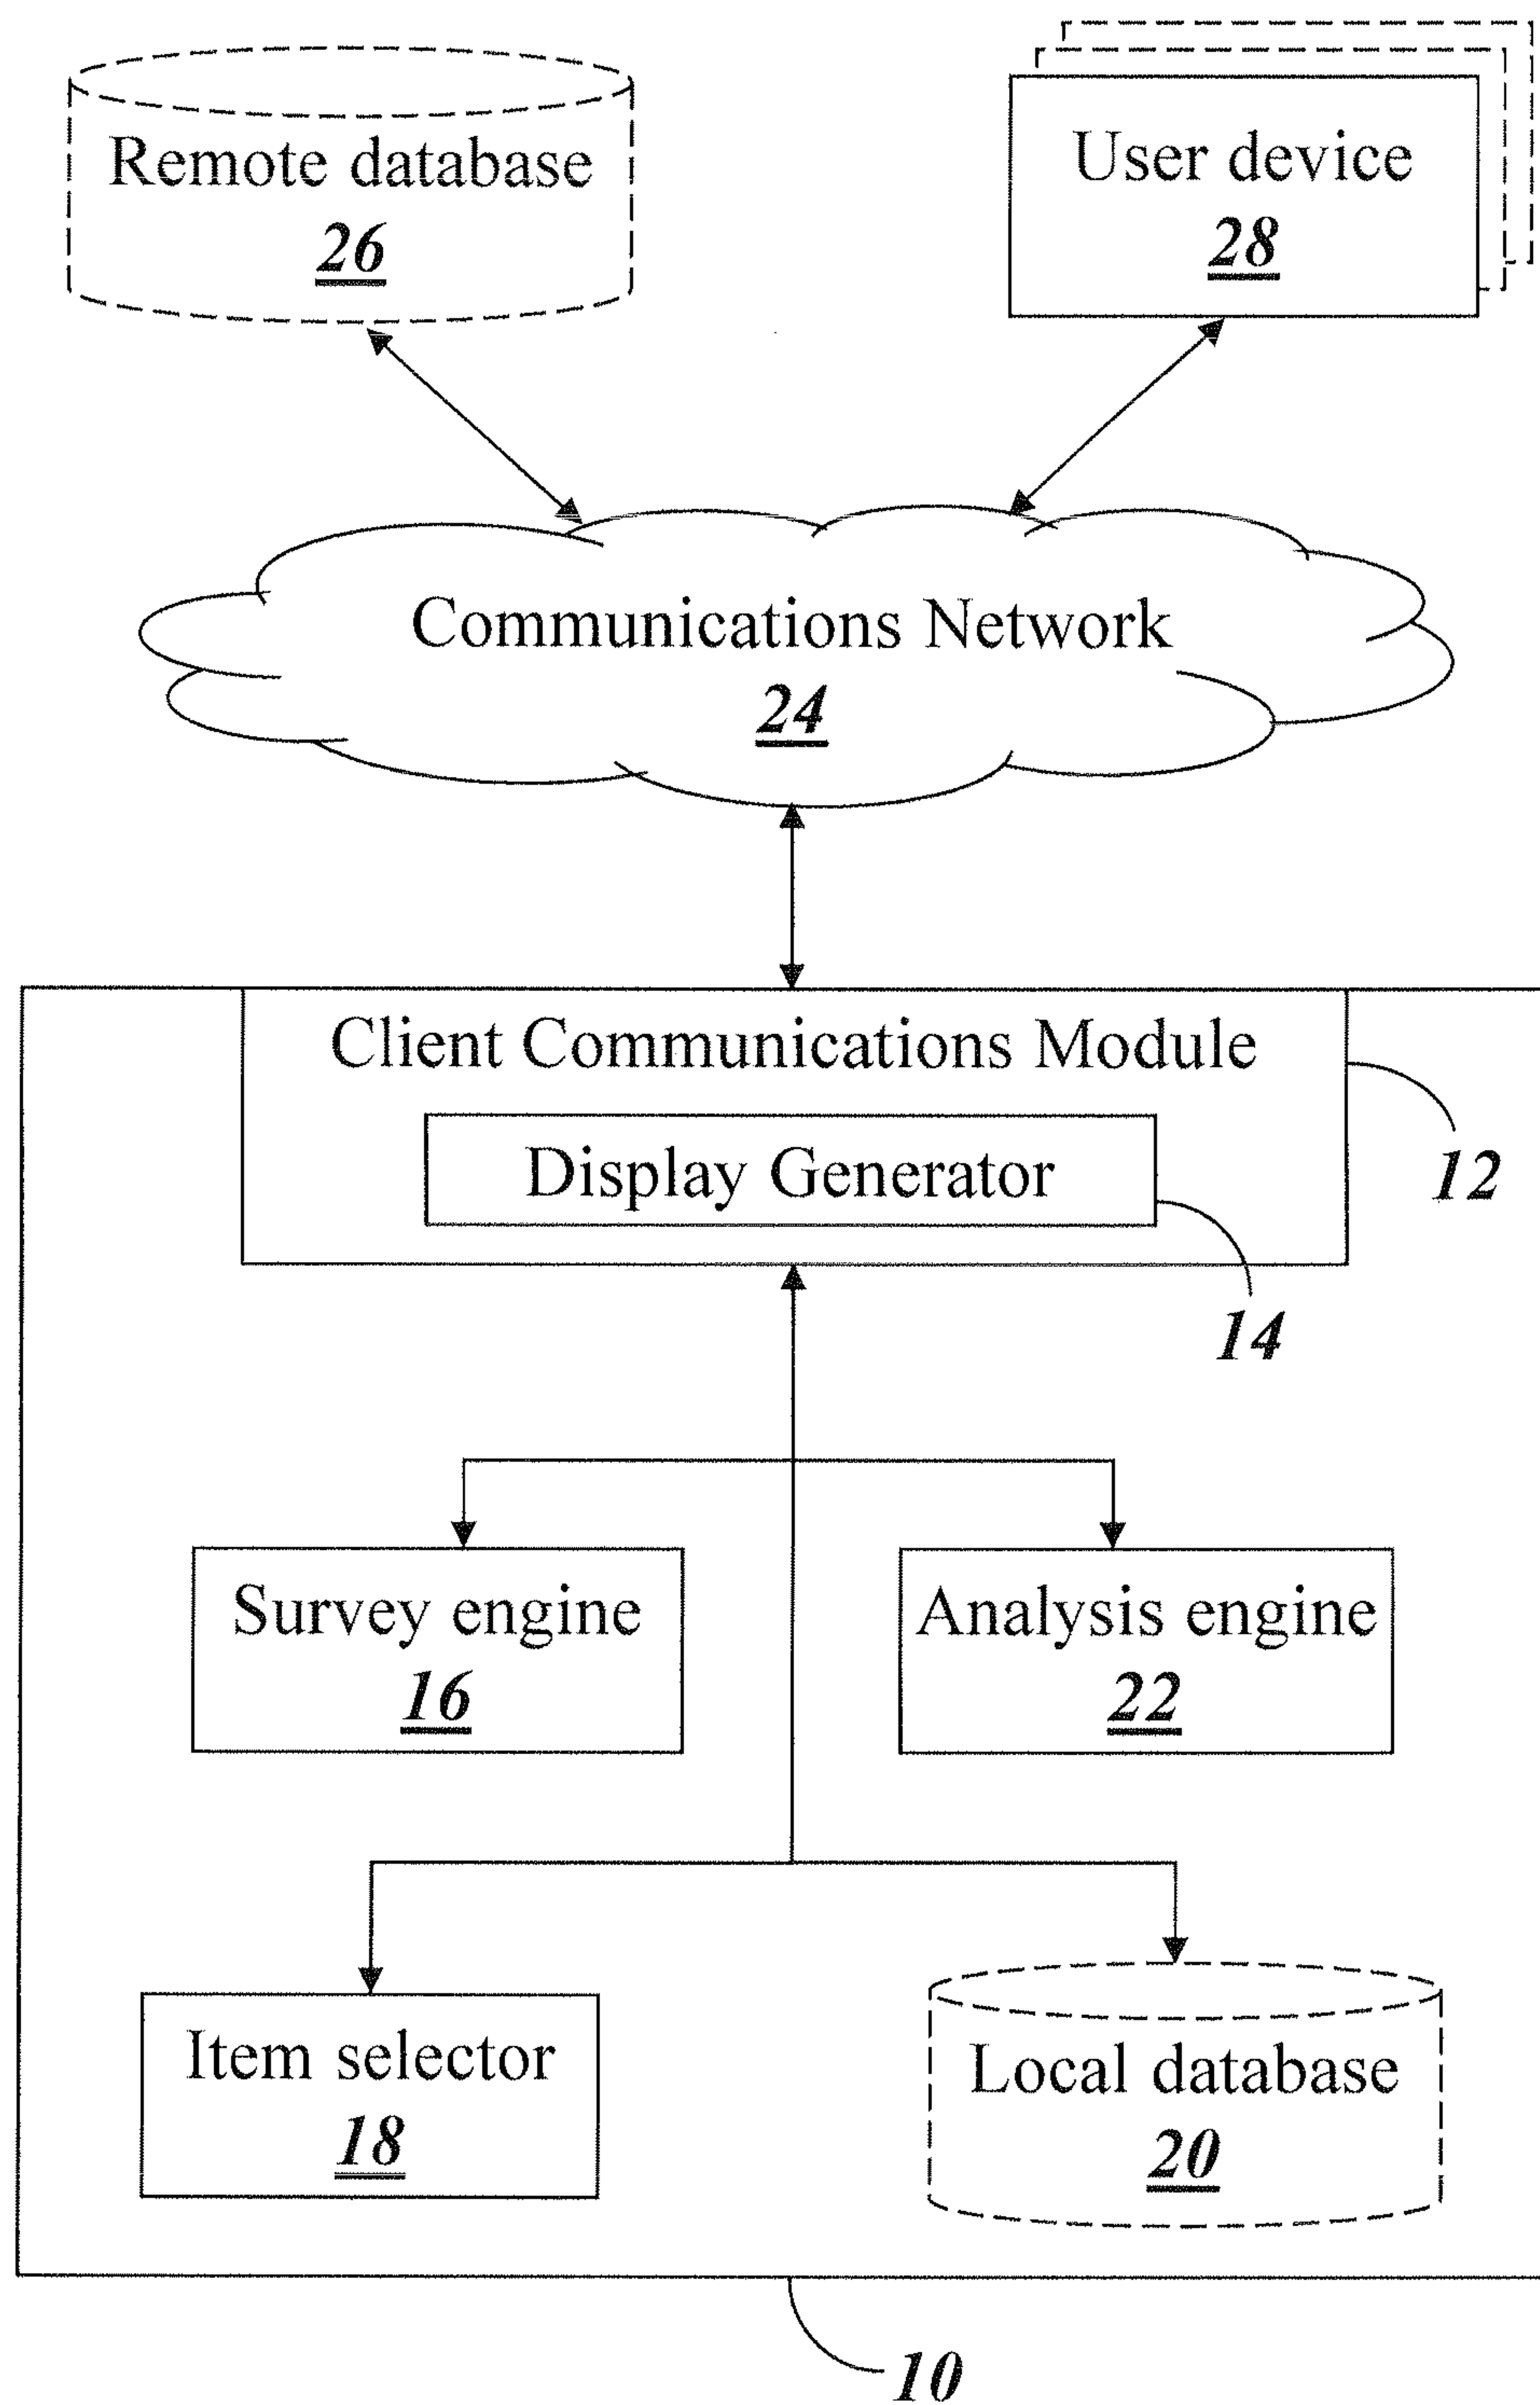 Remote database
26
User device
28
Communications Network
24
Client Communications Module
Display Generator
12
14
Survey engine
16
Analysis engine
22
Item selector
18
Local database
20
10